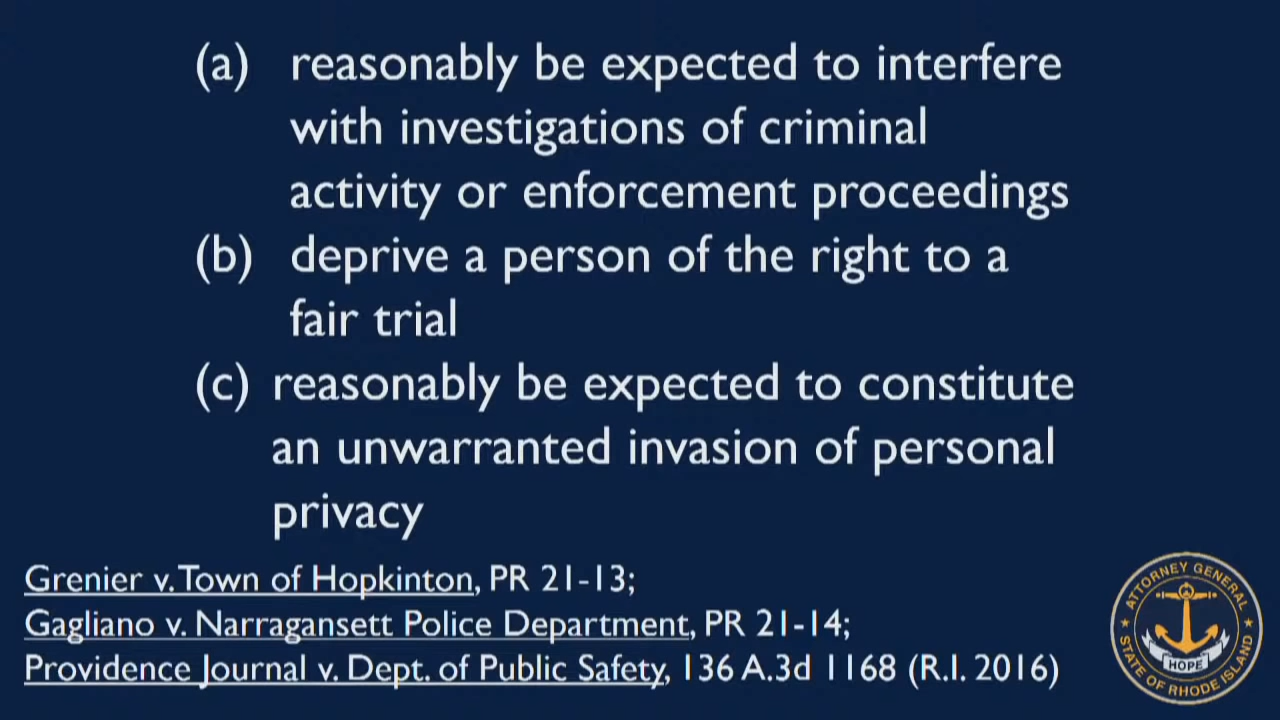 (a) reasonably be expected to interfere
with investigations of criminal
activity or enforcement proceedings
(b) deprive a person of the right to a
fair trial
(c) reasonably be expected to constitute
an unwarranted invasion of personal
privacy
Grenier v. Town of Hopkinton, PR 21-13;
Gagliano v. Narragansett Police Department, PR 21-14;
Providence Journal v. Dept. of Public Safety, 136 A.3d 1168 (R.I. 2016)
ATTORNEY GENERAL
HOPE
STATE OF RHODE ISLAND